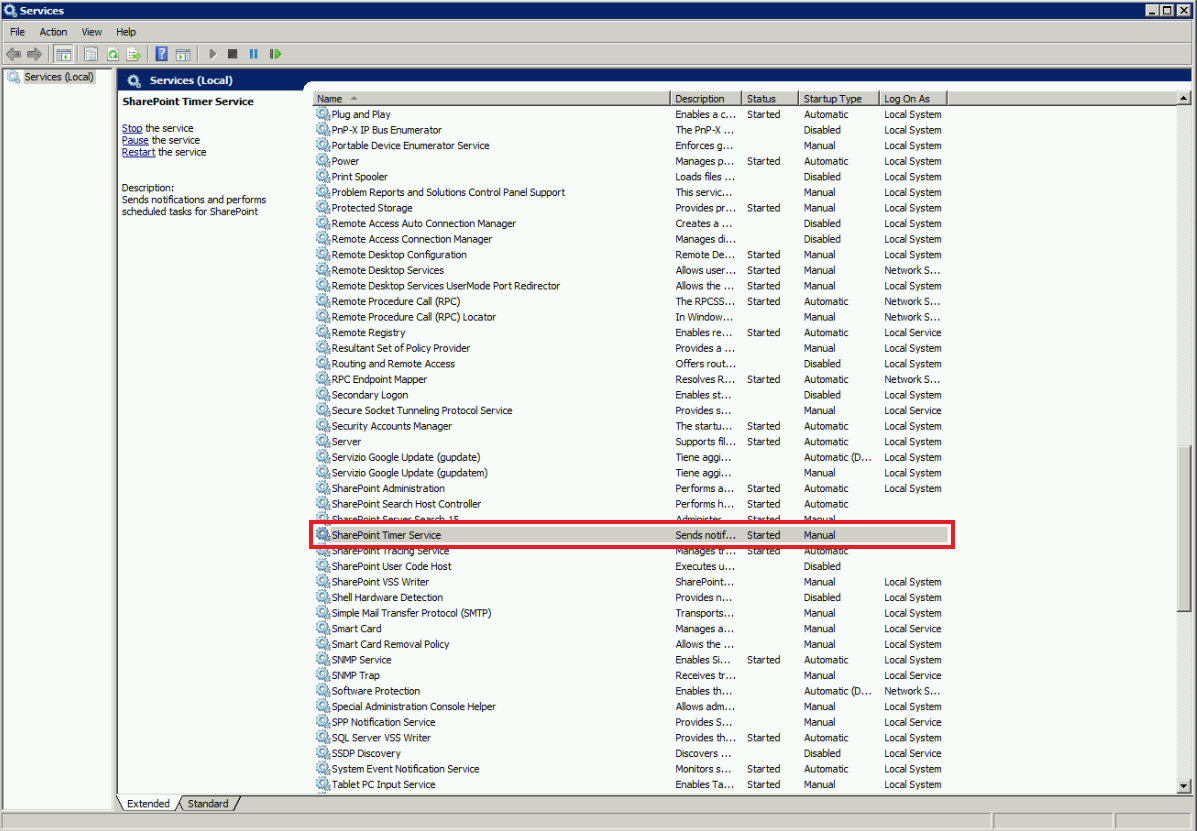 Services
File Action View Help
Services (Local)
Services (Local)
SharePoint Timer Service
Stop the service
Pause the service
Restart the service
Description:
Sends notifications and performs
scheduled tasks for SharePoint
Name Description Status Startup Type Log On As
Plug and Play Enables a c... Started Automatic Local System
PnP-X IP Bus Enumerator The PnP-X ... Disabled Local System
Portable Device Enumerator Service Enforces g... Manual Local System
Power Manages p... Started Automatic Local System
Print Spooler Loads files ... Disabled Local System
Problem Reports and Solutions Control Panel Support This servic... Manual Local System
Protected Storage Provides pr... Started Manual Local System
Remote Access Auto Connection Manager Creates a ... Disabled Local System
Remote Access Connection Manager Manages di... Disabled Local System
Remote Desktop Configuration Remote De... Started Manual Local System
Remote Desktop Services Allows user... Started Manual Network S...
Remote Desktop Services UserMode Port Redirector Allows the ... Started Manual Local System
Remote Procedure Call (RPC) The RPCSS... Started Automatic Network S...
Remote Procedure Call (RPC) Locator In Window... Manual Network S...
Remote Registry Enables re... Started Automatic Local Service
Resultant Set of Policy Provider Provides a ... Manual Local System
Routing and Remote Access Offers rout... Disabled Local System
RPC Endpoint Mapper Resolves R... Started Automatic Network S...
Secondary Logon Enables st... Disabled Local System
Secure Socket Tunneling Protocol Service Provides s... Manual Local Service
Security Accounts Manager The startu... Started Automatic Local System
Server Supports fil... Started Automatic Local System
Servizio Google Update (gupdate) Tiene aggi... Automatic (D... Local System
Servizio Google Update (gupdatem) Tiene aggi... Manual Local System
SharePoint Administration Performs a... Started Automatic Local System
SharePoint Search Host Controller Performs h... Started Automatic
SharePoint Server Search 15 Administer... Started Manual
SharePoint Timer Service Sends notif... Started Manual
SharePoint Tracing Service Manages tr... Started Automatic
SharePoint User Code Host Executes u... Disabled
SharePoint VSS Writer SharePoint... Manual Local System
Shell Hardware Detection Provides n... Disabled Local System
Simple Mail Transfer Protocol (SMTP) Transports... Manual Local System
Smart Card Manages a... Manual Local Service
Smart Card Removal Policy Allows the ... Manual Local System
SNMP Service Enables Si... Started Automatic Local System
SNMP Trap Receives tr... Manual Local Service
Software Protection Enables th... Automatic (D... Network S...
Special Administration Console Helper Allows adm... Manual Local System
SPP Notification Service Provides S... Manual Local Service
SQL Server VSS Writer Provides th... Started Automatic Local System
SSDP Discovery Discovers ... Disabled Local Service
System Event Notification Service Monitors s... Started Automatic Local System
Tablet PC Input Service Enables Ta... Started Manual Local System
Extended Standard